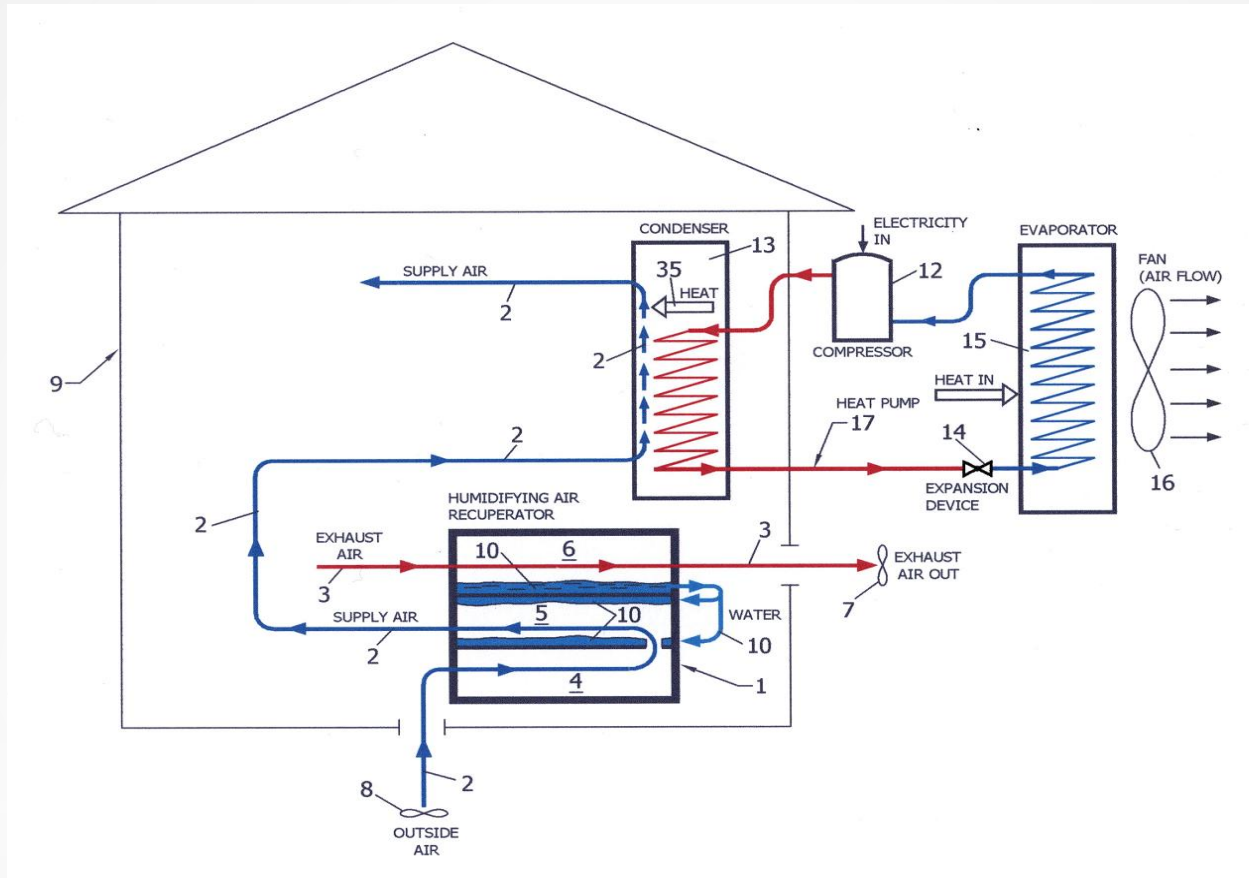 CONDENSER
13
ELECTRICITY
IN
EVAPORATOR
SUPPLY AIR
2
35
HEAT
12
FAN
(AIR FLOW)
2
COMPRESSOR
15
9
HEAT IN
HEAT PUMP
17
14
2
EXPANSION
DEVICE
16
HUMIDIFYING AIR
RECUPERATOR
2
EXHAUST
AIR
3
10
6
3
EXHAUST
AIR OUT
7
SUPPLY AIR
2
5
10
WATER
10
4
1
2
8
OUTSIDE
AIR